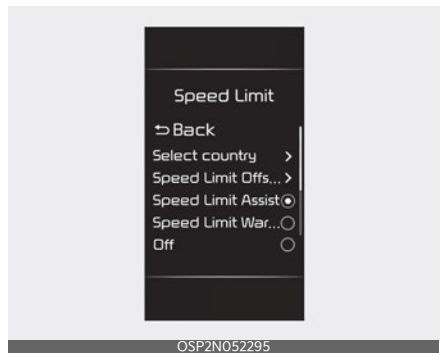 Speed Limit
Back
Select country
Speed Limit Offs...
Speed Limit Assist
Speed Limit War...
Off
OSP2N052295